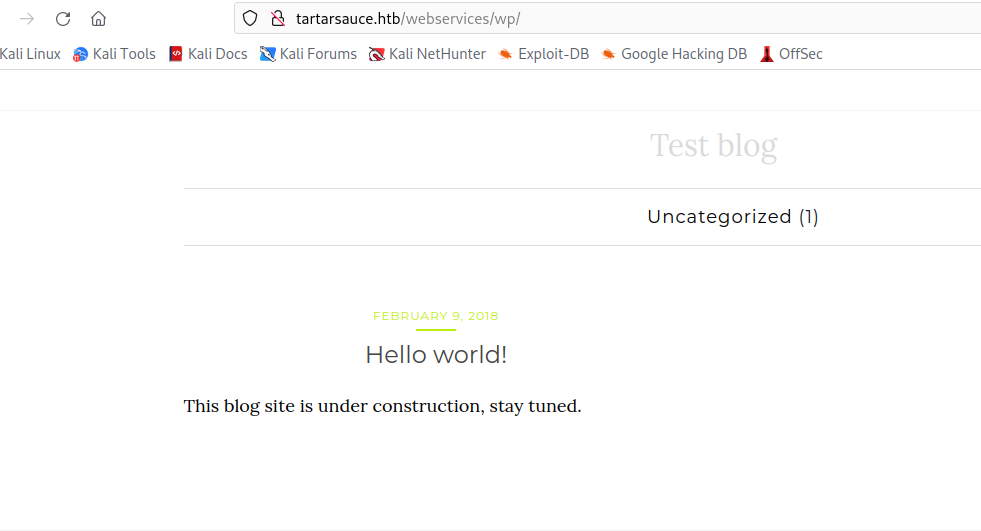 tartarsauce.htb/webservices/wp/
Kali Linux Kali Tools Kali Docs Kali Forums Kali NetHunter Exploit-DB Google Hacking DB OffSec
Test blog
Uncategorized (1)
FEBRUARY 9, 2018
Hello world!
This blog site is under construction, stay tuned.